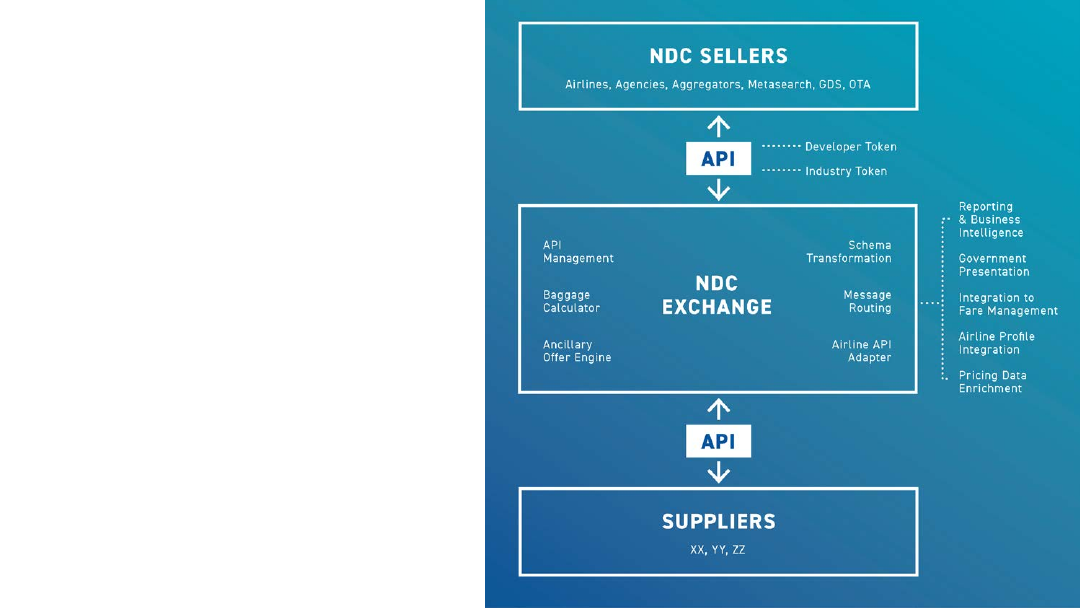 NDC SELLERS
Airlines, Agencies, Aggregators, Metasearch, GDS, OTA
API
Developer Token
Industry Token
API
Management
Baggage
Calculator
Ancillary
Offer Engine
NDC
EXCHANGE
Schema
Transformation
Message
Routing
Airline API
Adapter
Reporting
& Business
Intelligence
Government
Presentation
Integration to
Fare Management
Airline Profile
Integration
Pricing Data
Enrichment
API
SUPPLIERS
XX, YY, ZZ